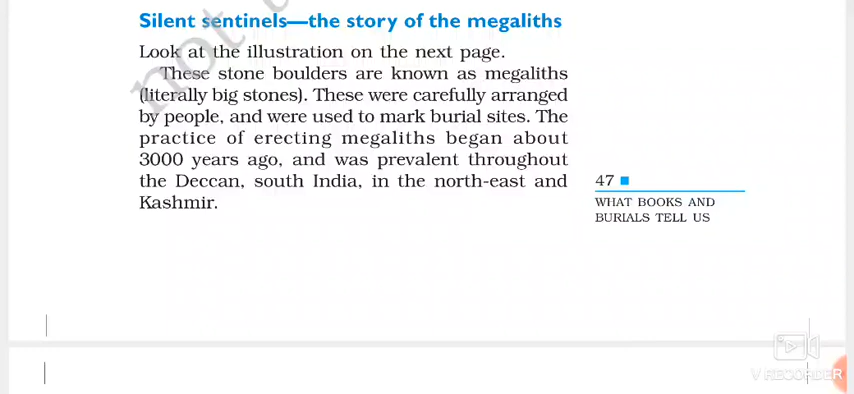 Silent sentinels—the story of the megaliths
Look at the illustration on the next page.
These stone boulders are known as megaliths
(literally big stones). These were carefully arranged
by people, and were used to mark burial sites. The
practice of erecting megaliths began about
3000 years ago, and was prevalent throughout
the Deccan, south India, in the north-east and
Kashmir.
47
WHAT BOOKS AND
BURIALS TELL US
not
V RECORDER